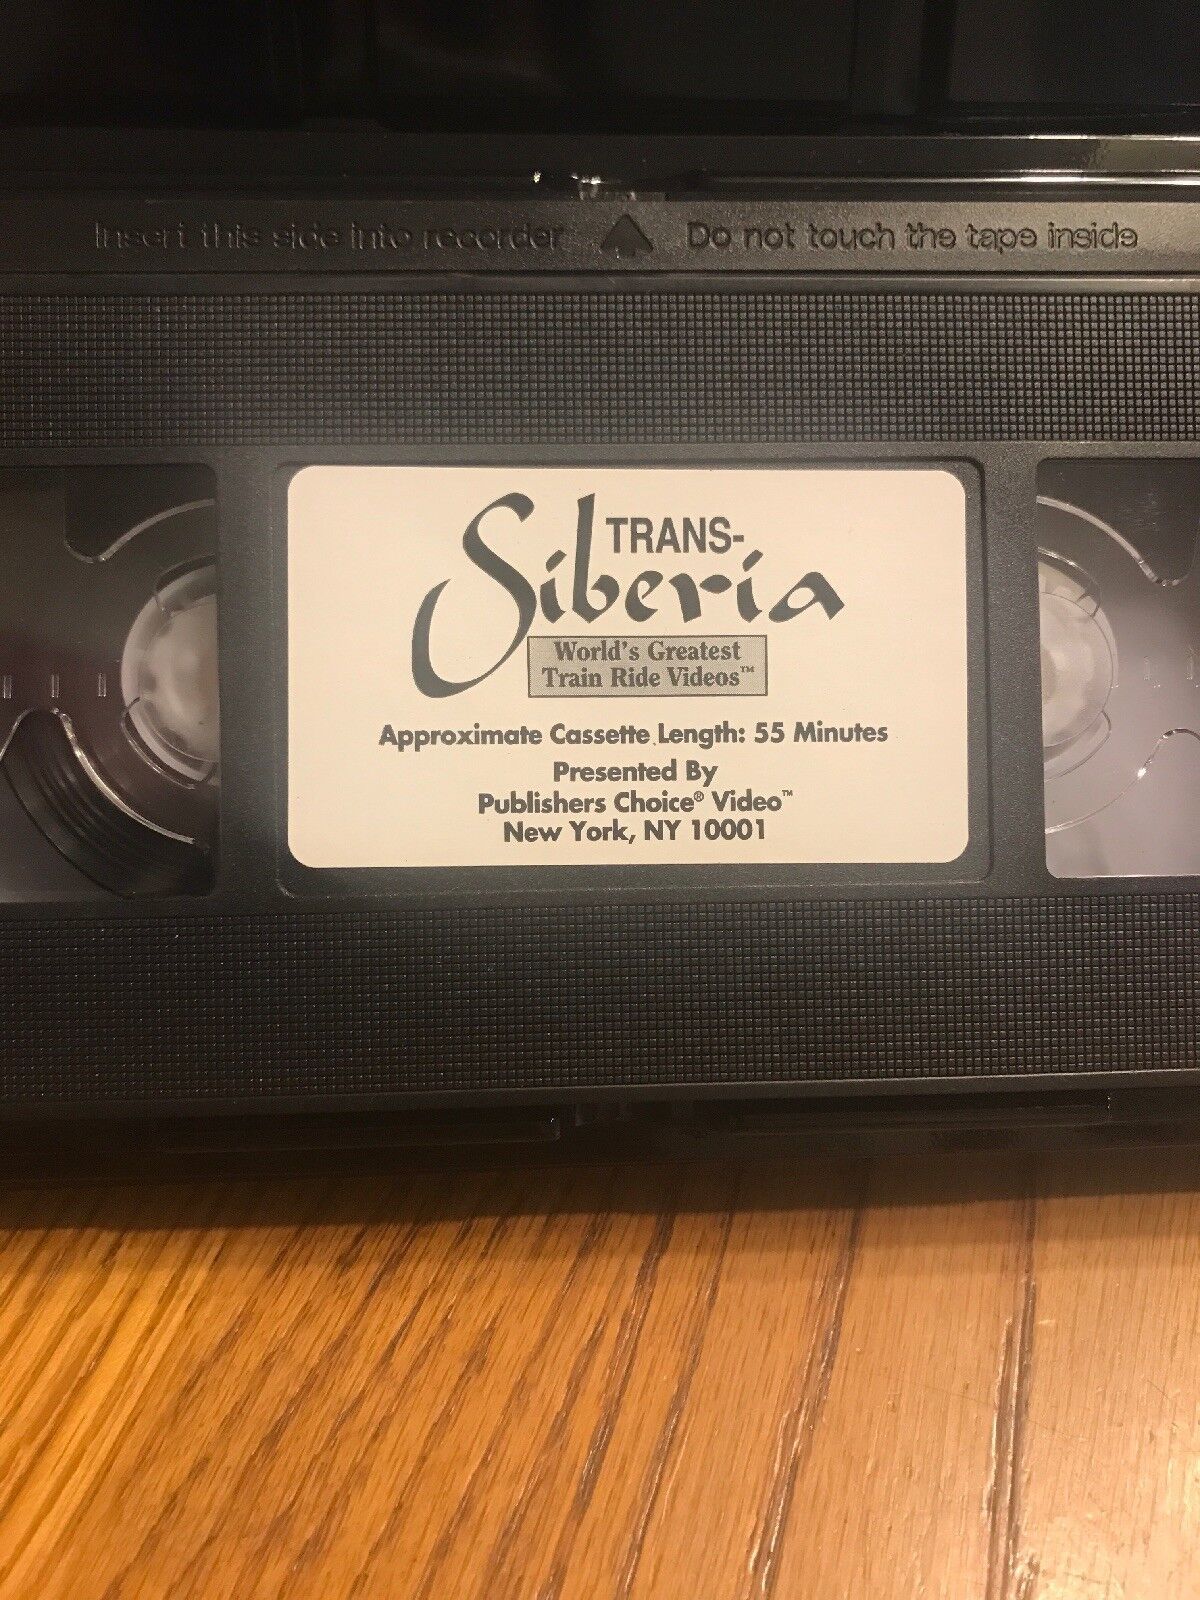 Insert this side into recorder Do not touch the tape inside
TRANS-
Siberia
World's Greatest
Train Ride Videos™
Approximate Cassette Length: 55 Minutes
Presented By
Publishers Choice® Video™
New York, NY 10001